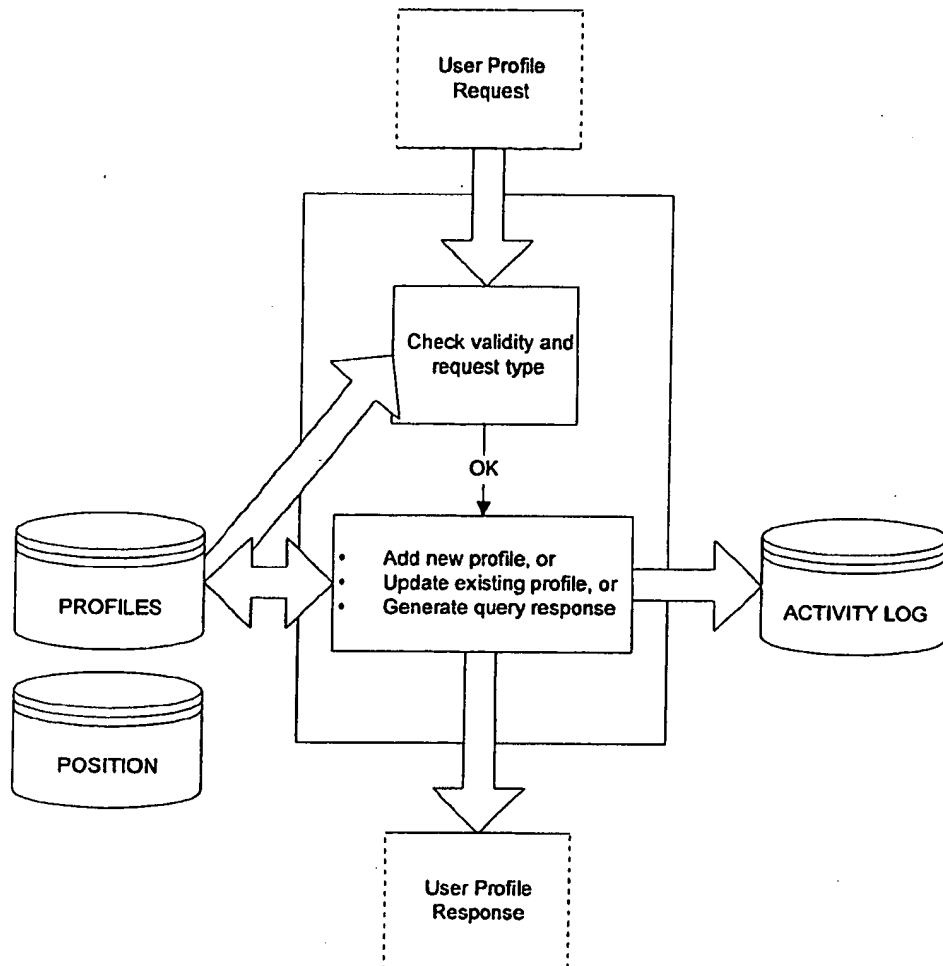 User Profile
Request
Check validity and
request type
OK
• Add new profile, or
• Update existing profile, or
• Generate query response
PROFILES
ACTIVITY LOG
POSITION
User Profile
Response